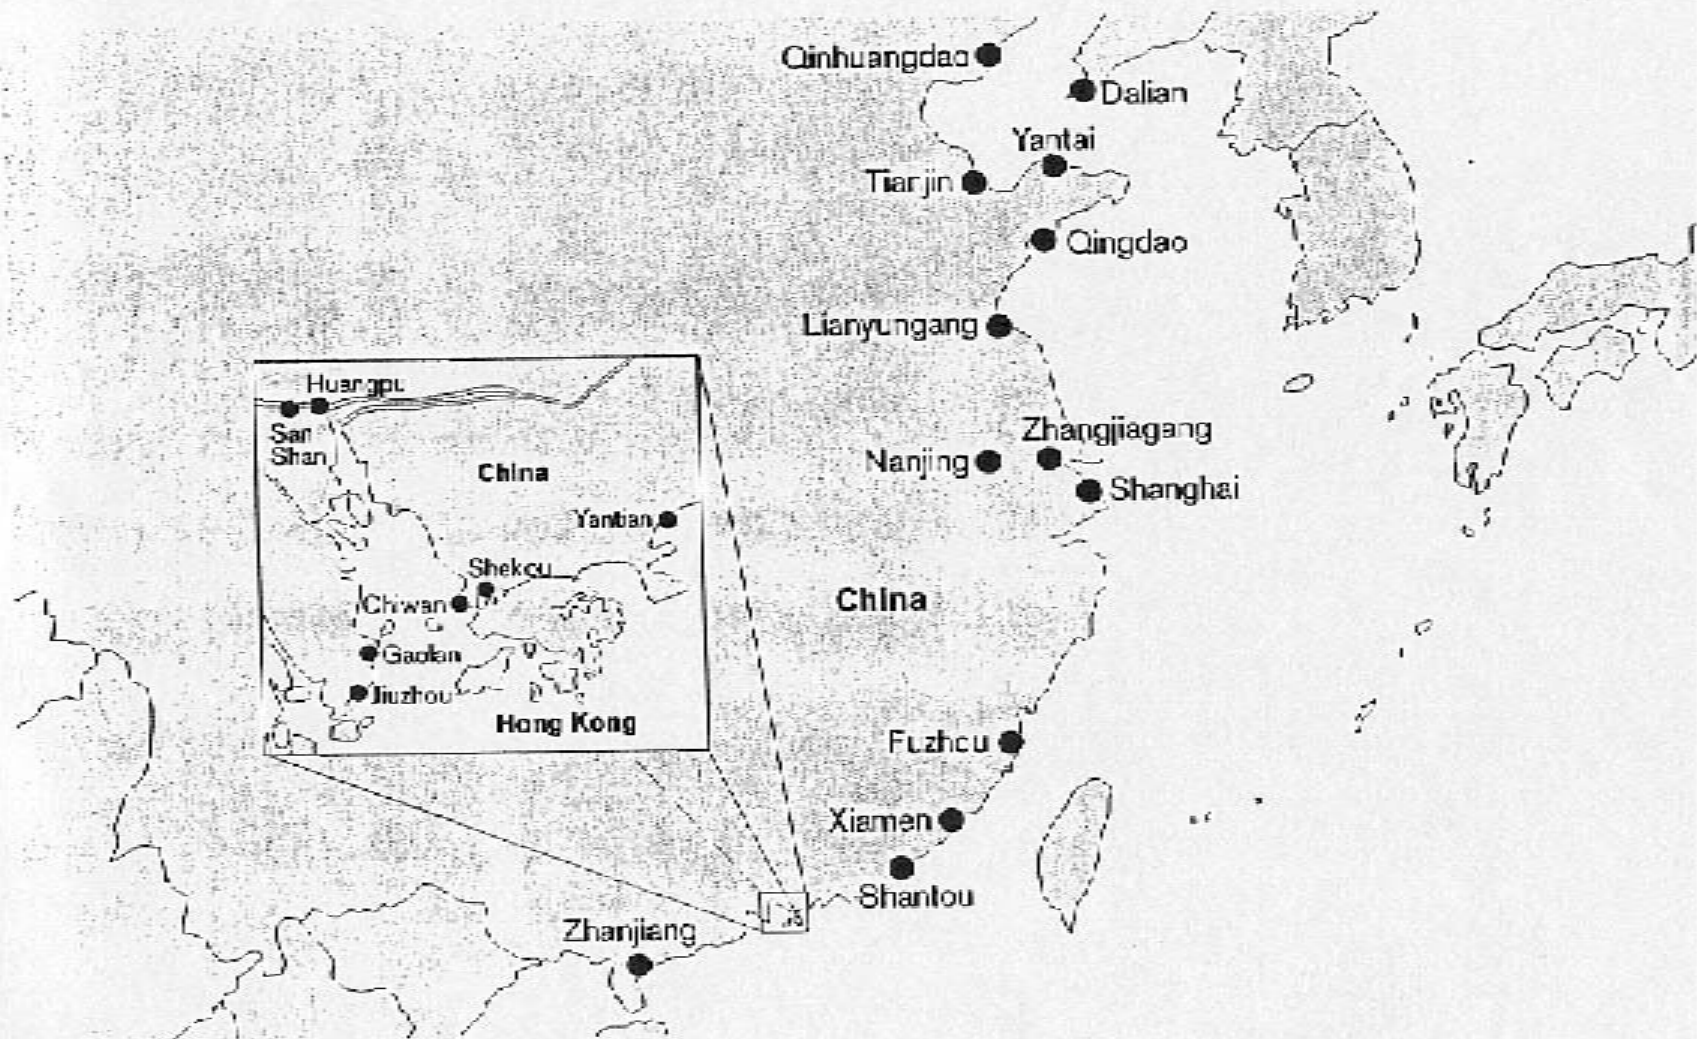 Qinhuangdao
Dalian
Yantai
Tianjin
Qingdao
Lianyungang
Huangpu
San
Shan
China
Yantian
Shekou
Chiwan
Gaolan
Jiuzhou
Hong Kong
Zhangjiagang
Nanjing
Shanghai
China
Fuzhou
Xiamen
Shantou
Zhanjiang